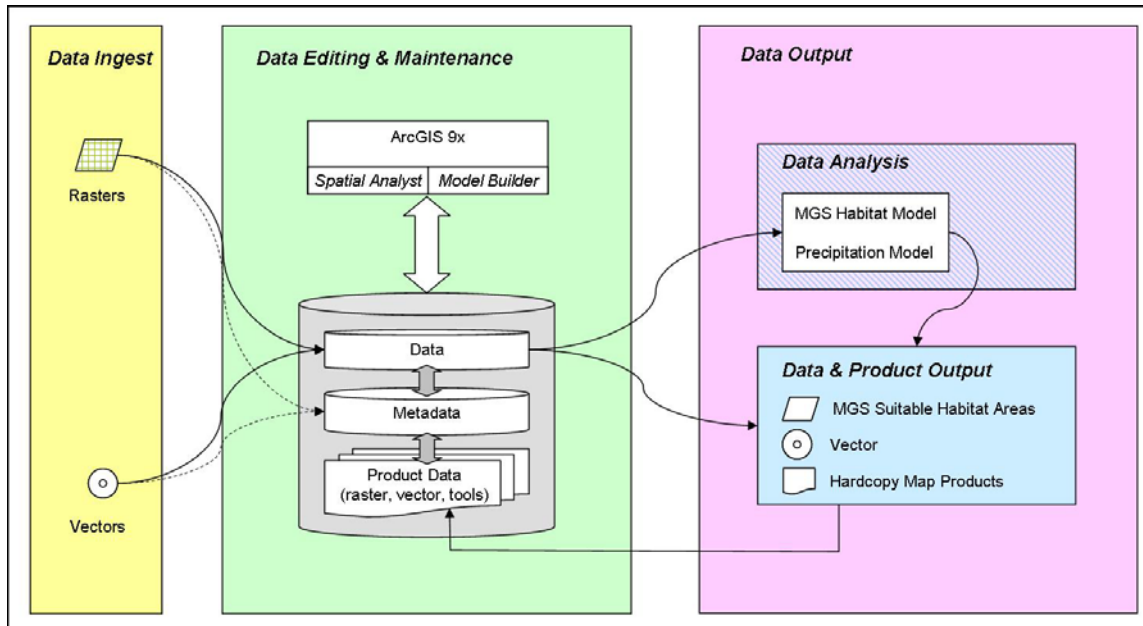 Data Ingest
Rasters
Vectors
Data Editing & Maintenance
ArcGIS 9x
Spatial Analyst
Model Builder
Data
Metadata
Product Data
(raster, vector, tools)
Data Output
Data Analysis
MGS Habitat Model
Precipitation Model
Data & Product Output
MGS Suitable Habitat Areas
Vector
Hardcopy Map Products